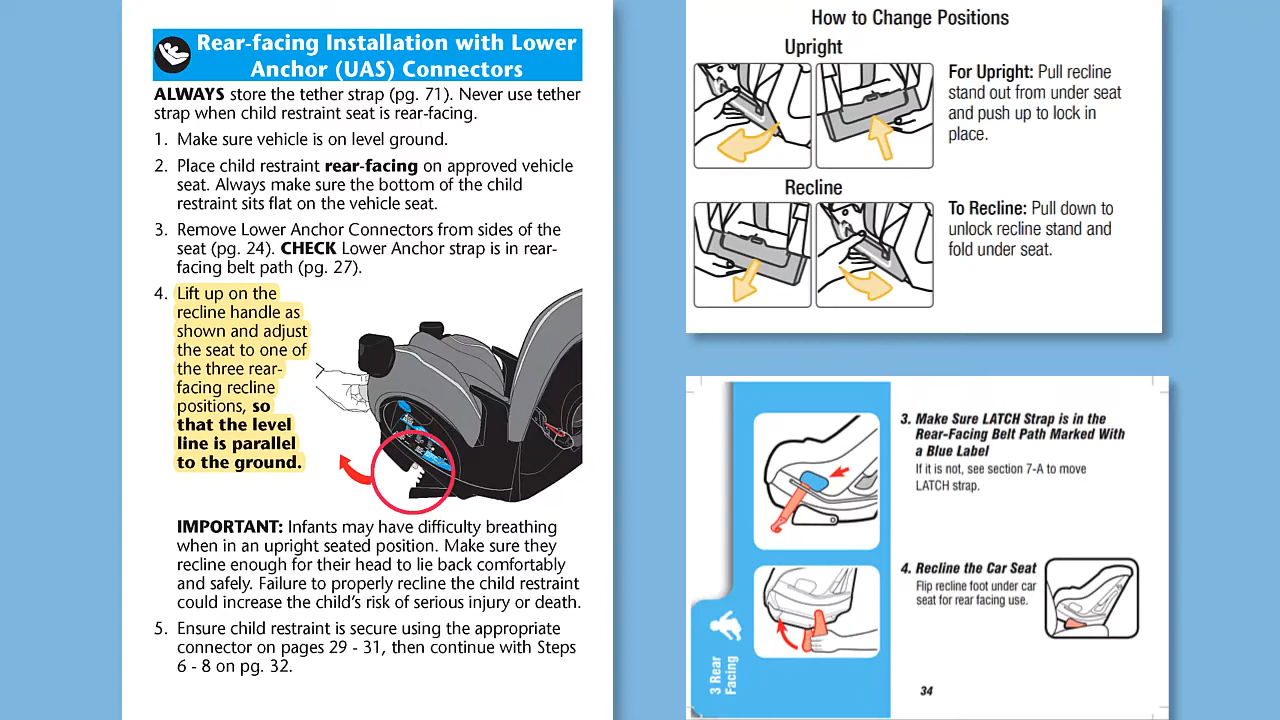 Rear-facing Installation with Lower
Anchor (UAS) Connectors
ALWAYS store the tether strap (pg. 71). Never use tether
strap when child restraint seat is rear-facing.
1. Make sure vehicle is on level ground.
2. Place child restraint rear-facing on approved vehicle
seat. Always make sure the bottom of the child
restraint sits flat on the vehicle seat.
3. Remove Lower Anchor Connectors from sides of the
seat (pg. 24). CHECK Lower Anchor strap is in rear-
facing belt path (pg. 27).
4. Lift up on the
recline handle as
shown and adjust
the seat to one of
the three rear-
facing recline
positions, so
that the level
line is parallel
to the ground.
IMPORTANT: Infants may have difficulty breathing
when in an upright seated position. Make sure they
recline enough for their head to lie back comfortably
and safely. Failure to properly recline the child restraint
could increase the child's risk of serious injury or death.
5. Ensure child restraint is secure using the appropriate
connector on pages 29 - 31, then continue with Steps
6 - 8 on pg. 32.
How to Change Positions
Upright
For Upright: Pull recline
stand out from under seat
and push up to lock in
place.
Recline
To Recline: Pull down to
unlock recline stand and
fold under seat.
3. Make Sure LATCH Strap is in the
Rear-Facing Belt Path Marked With
a Blue Label
If it is not, see section 7-A to move
LATCH strap.
4. Recline the Car Seat
Flip recline foot under car
seat for rear facing use.
3 Rear
Facing
34